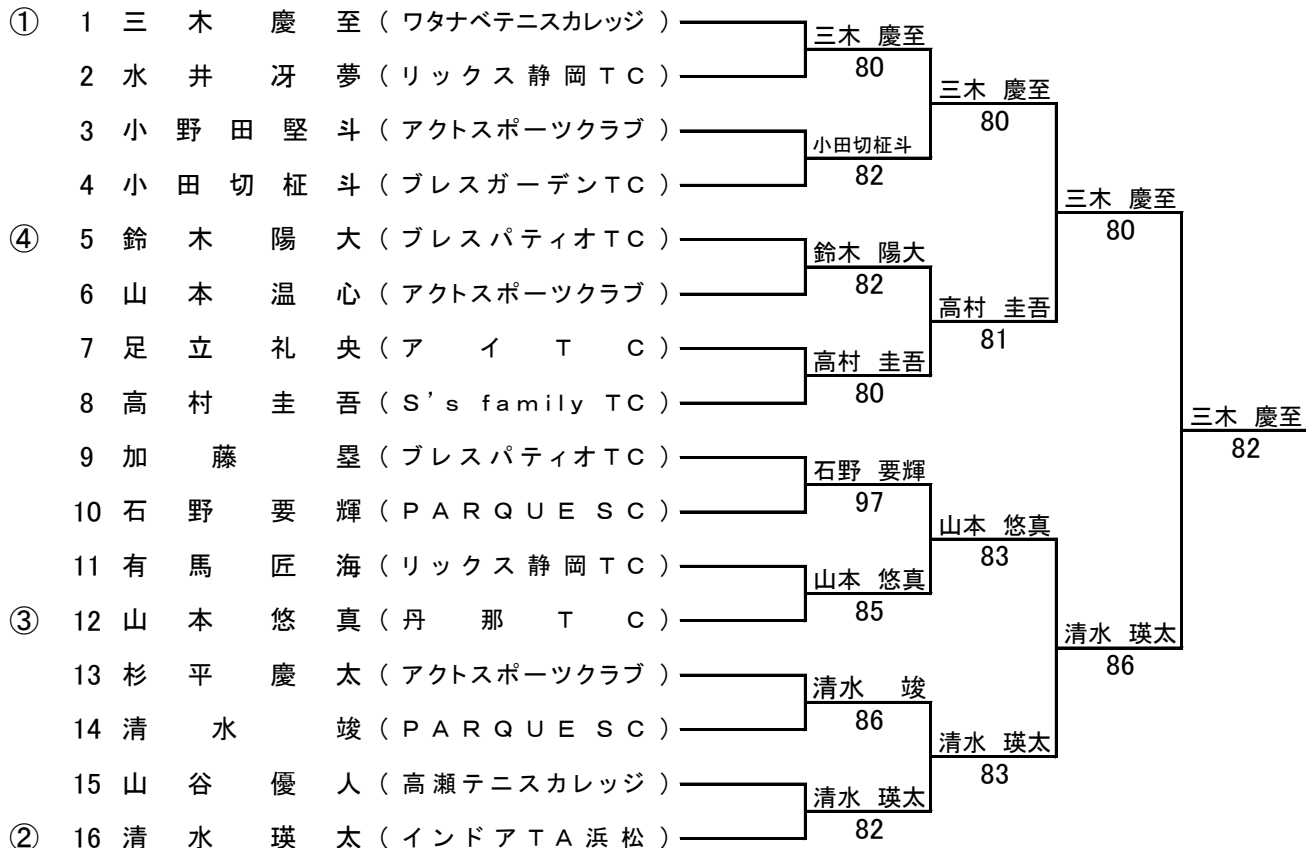 ① 1 三木慶至（ワタナベテニスカレッジ）
三木 慶至
80
2 水井冴夢（リックス静岡ＴＣ）
三木 慶至
80
3 小野田堅斗（アクトスポーツクラブ）
小田切柾斗
82
4 小田切柾斗（ブレスガーデンTC）
三木 慶至
80
④ 5 鈴木陽大（ブレスパティオTC）
鈴木 陽大
82
6 山本温心（アクトスポーツクラブ）
高村 圭吾
81
7 足立礼央（アイＴＣ）
高村 圭吾
80
8 高村圭吾（S's family TC）
三木 慶至
82
9 加藤塁（ブレスパティオTC）
石野 要輝
97
10 石野要輝（ＰＡＲＱＵＥＳＣ）
山本 悠真
83
11 有馬匠海（リックス静岡ＴＣ）
山本 悠真
85
③ 12 山本悠真（丹那ＴＣ）
清水 瑛太
86
13 杉平慶太（アクトスポーツクラブ）
清水 竣
86
14 清水竣（ＰＡＲＱＵＥＳＣ）
清水 瑛太
83
15 山谷優人（高瀬テニスカレッジ）
清水 瑛太
82
② 16 清水瑛太（インドアＴＡ浜松）